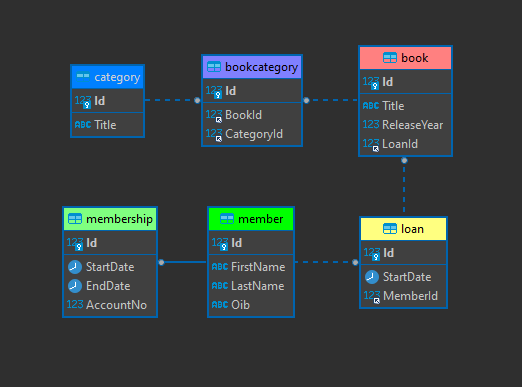 category
123 Id
ABC Title
bookcategory
123 Id
123 BookId
123 CategoryId
book
123 Id
ABC Title
123 ReleaseYear
123 LoanId
membership
123 Id
StartDate
EndDate
123 AccountNo
member
123 Id
ABC FirstName
ABC LastName
ABC Oib
loan
123 Id
StartDate
123 MemberId